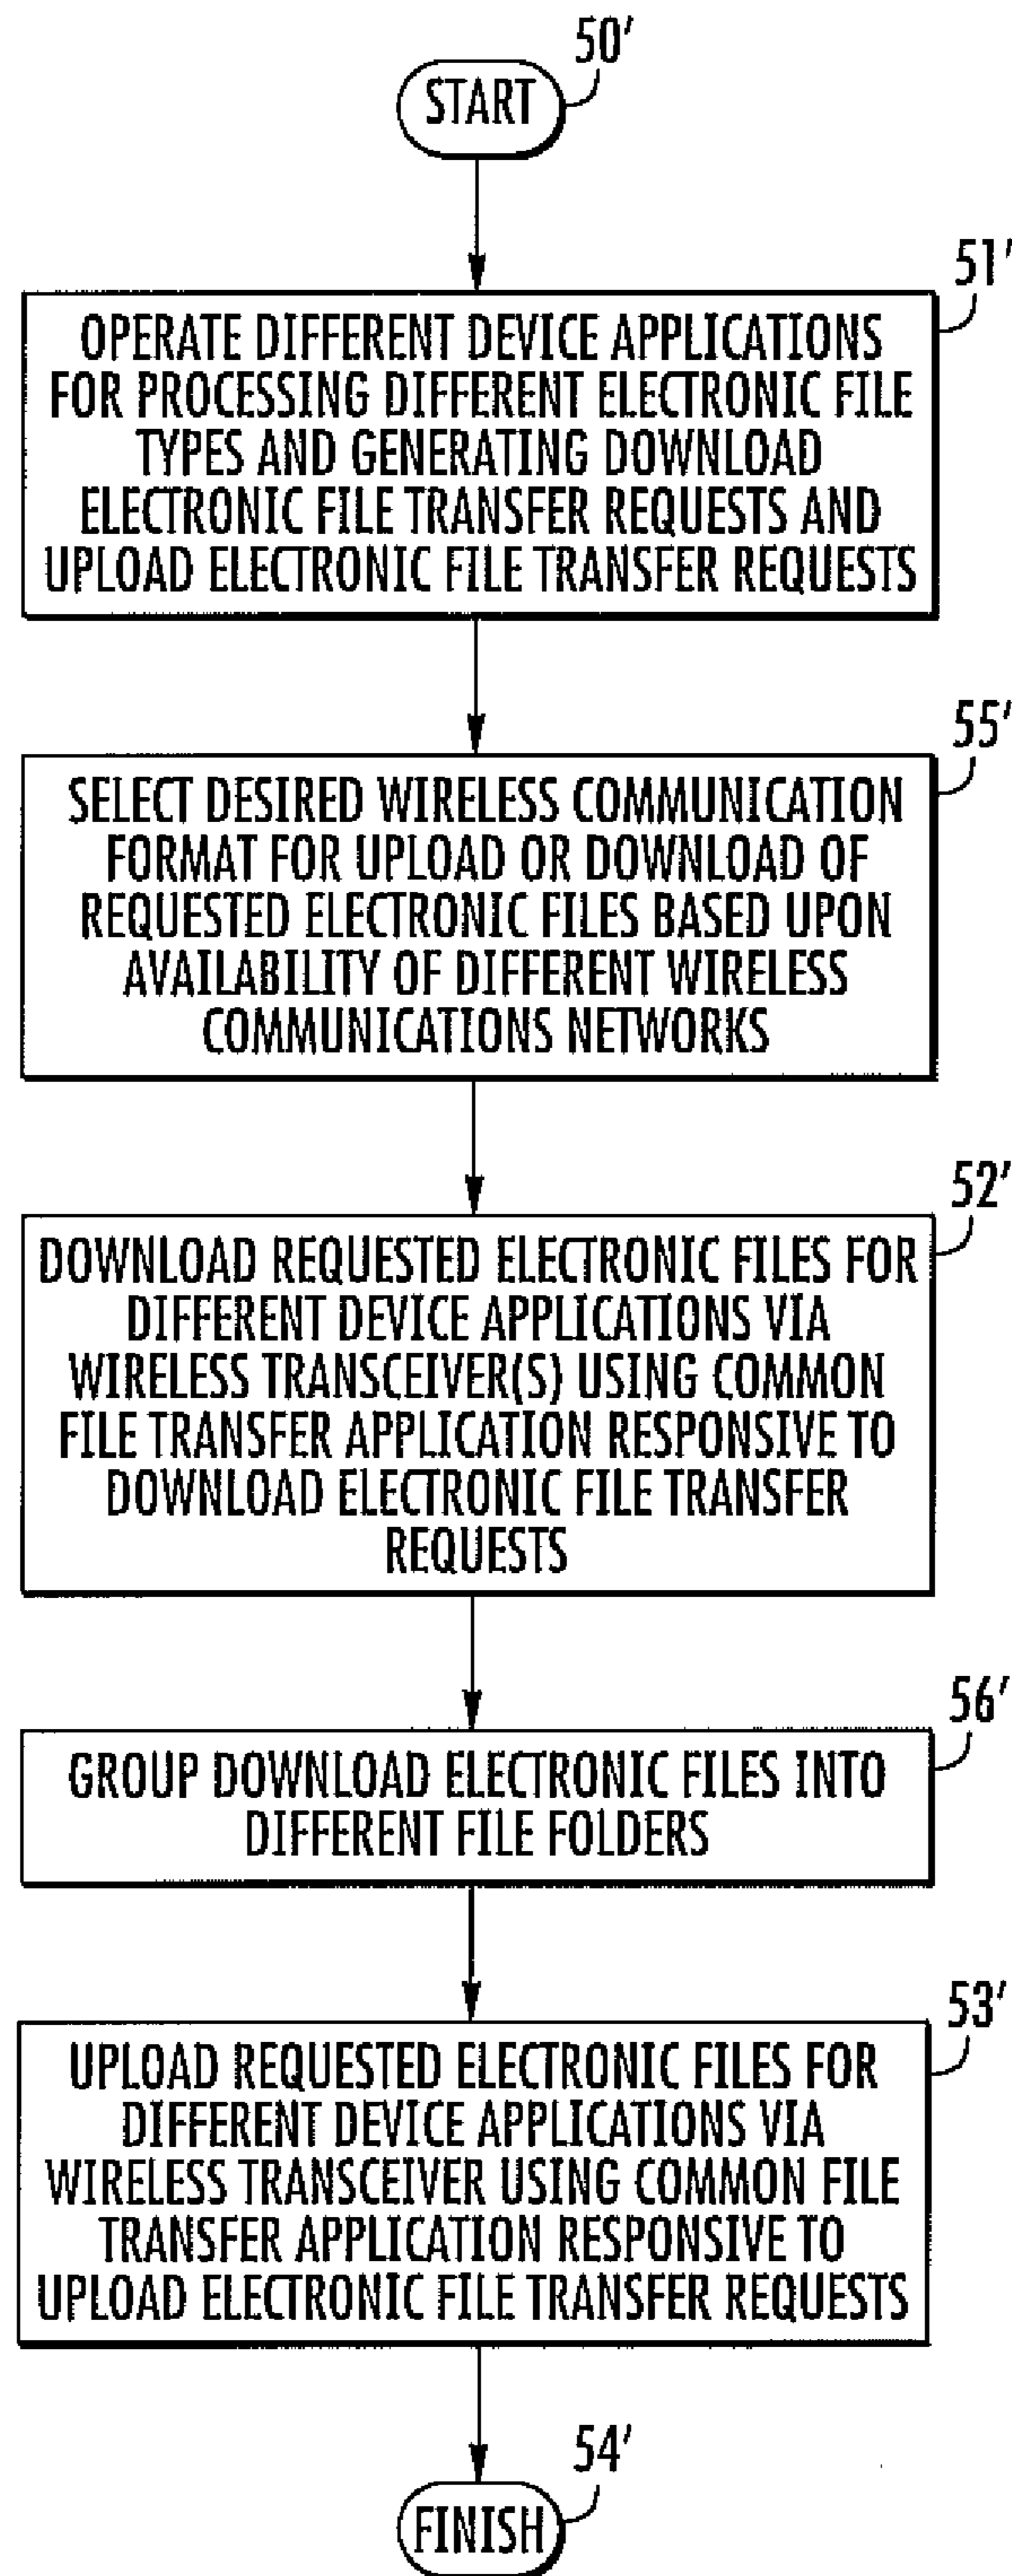 50'
START
51'
OPERATE DIFFERENT DEVICE APPLICATIONS
FOR PROCESSING DIFFERENT ELECTRONIC FILE
TYPES AND GENERATING DOWNLOAD
ELECTRONIC FILE TRANSFER REQUESTS AND
UPLOAD ELECTRONIC FILE TRANSFER REQUESTS
55'
SELECT DESIRED WIRELESS COMMUNICATION
FORMAT FOR UPLOAD OR DOWNLOAD OF
REQUESTED ELECTRONIC FILES BASED UPON
AVAILABILITY OF DIFFERENT WIRELESS
COMMUNICATIONS NETWORKS
52'
DOWNLOAD REQUESTED ELECTRONIC FILES FOR
DIFFERENT DEVICE APPLICATIONS VIA
WIRELESS TRANSCEIVER(S) USING COMMON
FILE TRANSFER APPLICATION RESPONSIVE TO
DOWNLOAD ELECTRONIC FILE TRANSFER
REQUESTS
56'
GROUP DOWNLOAD ELECTRONIC FILES INTO
DIFFERENT FILE FOLDERS
53'
UPLOAD REQUESTED ELECTRONIC FILES FOR
DIFFERENT DEVICE APPLICATIONS VIA
WIRELESS TRANSCEIVER USING COMMON FILE
TRANSFER APPLICATION RESPONSIVE TO
UPLOAD ELECTRONIC FILE TRANSFER REQUESTS
54'
FINISH